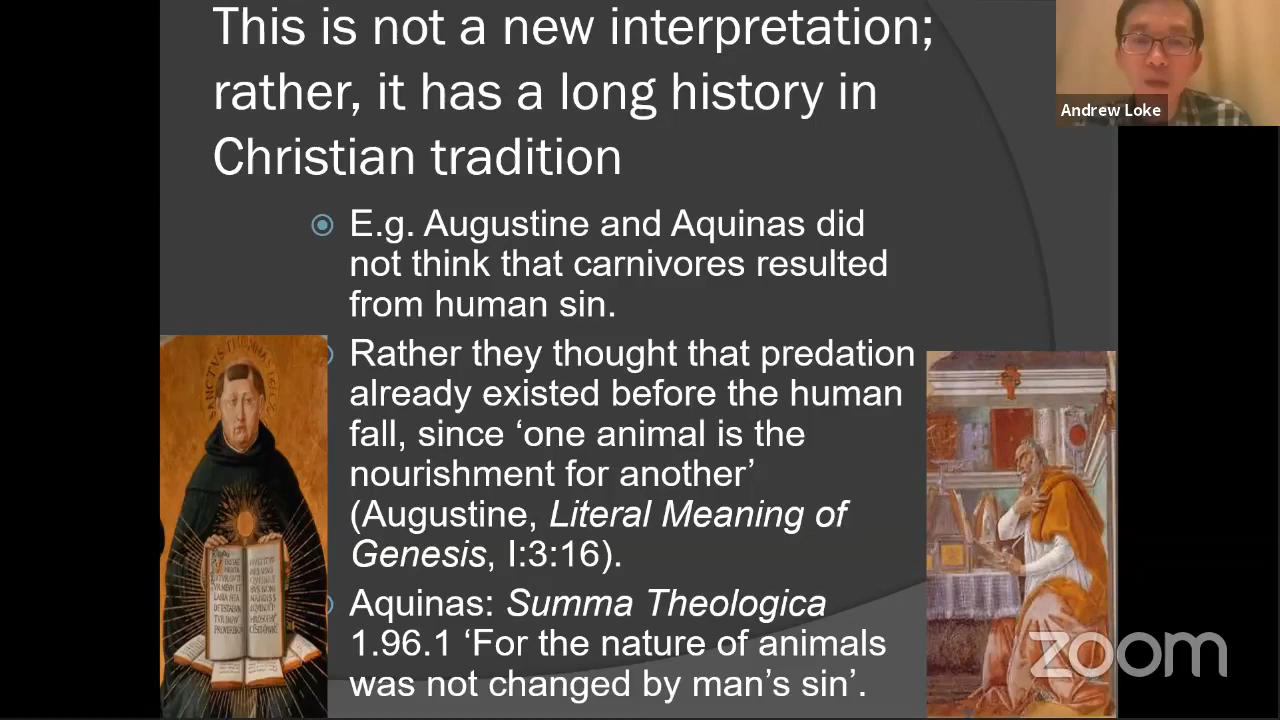 This is not a new interpretation;
rather, it has a long history in
Christian tradition
Andrew Loke
E.g. Augustine and Aquinas did
not think that carnivores resulted
from human sin.
Rather they thought that predation
already existed before the human
fall, since ‘one animal is the
nourishment for another’
(Augustine, Literal Meaning of
Genesis, I:3:16).
Aquinas: Summa Theologica
1.96.1 ‘For the nature of animals
was not changed by man’s sin’.
zoom